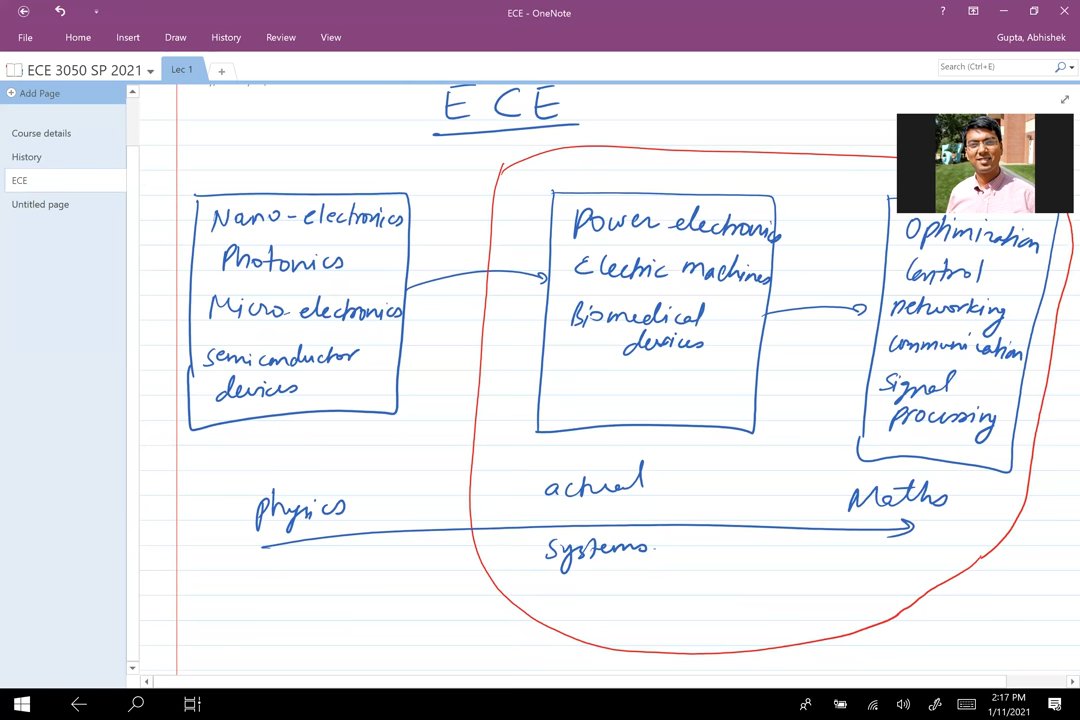 ECE - OneNote
?
File Home Insert Draw History Review View
Gupta, Abhishek
ECE 3050 SP 2021
Lec 1
Search (Ctrl+E)
Add Page
Course details
History
ECE
Untitled page
ECE
Nano-electronics
Photonics
Micro-electronics
semiconductor
devices
Power electronics
Electric machines
Biomedical
devices
Optimization
Control
networking
communication
Signal
processing
physics
actual
systems.
Maths
2:17 PM
1/11/2021